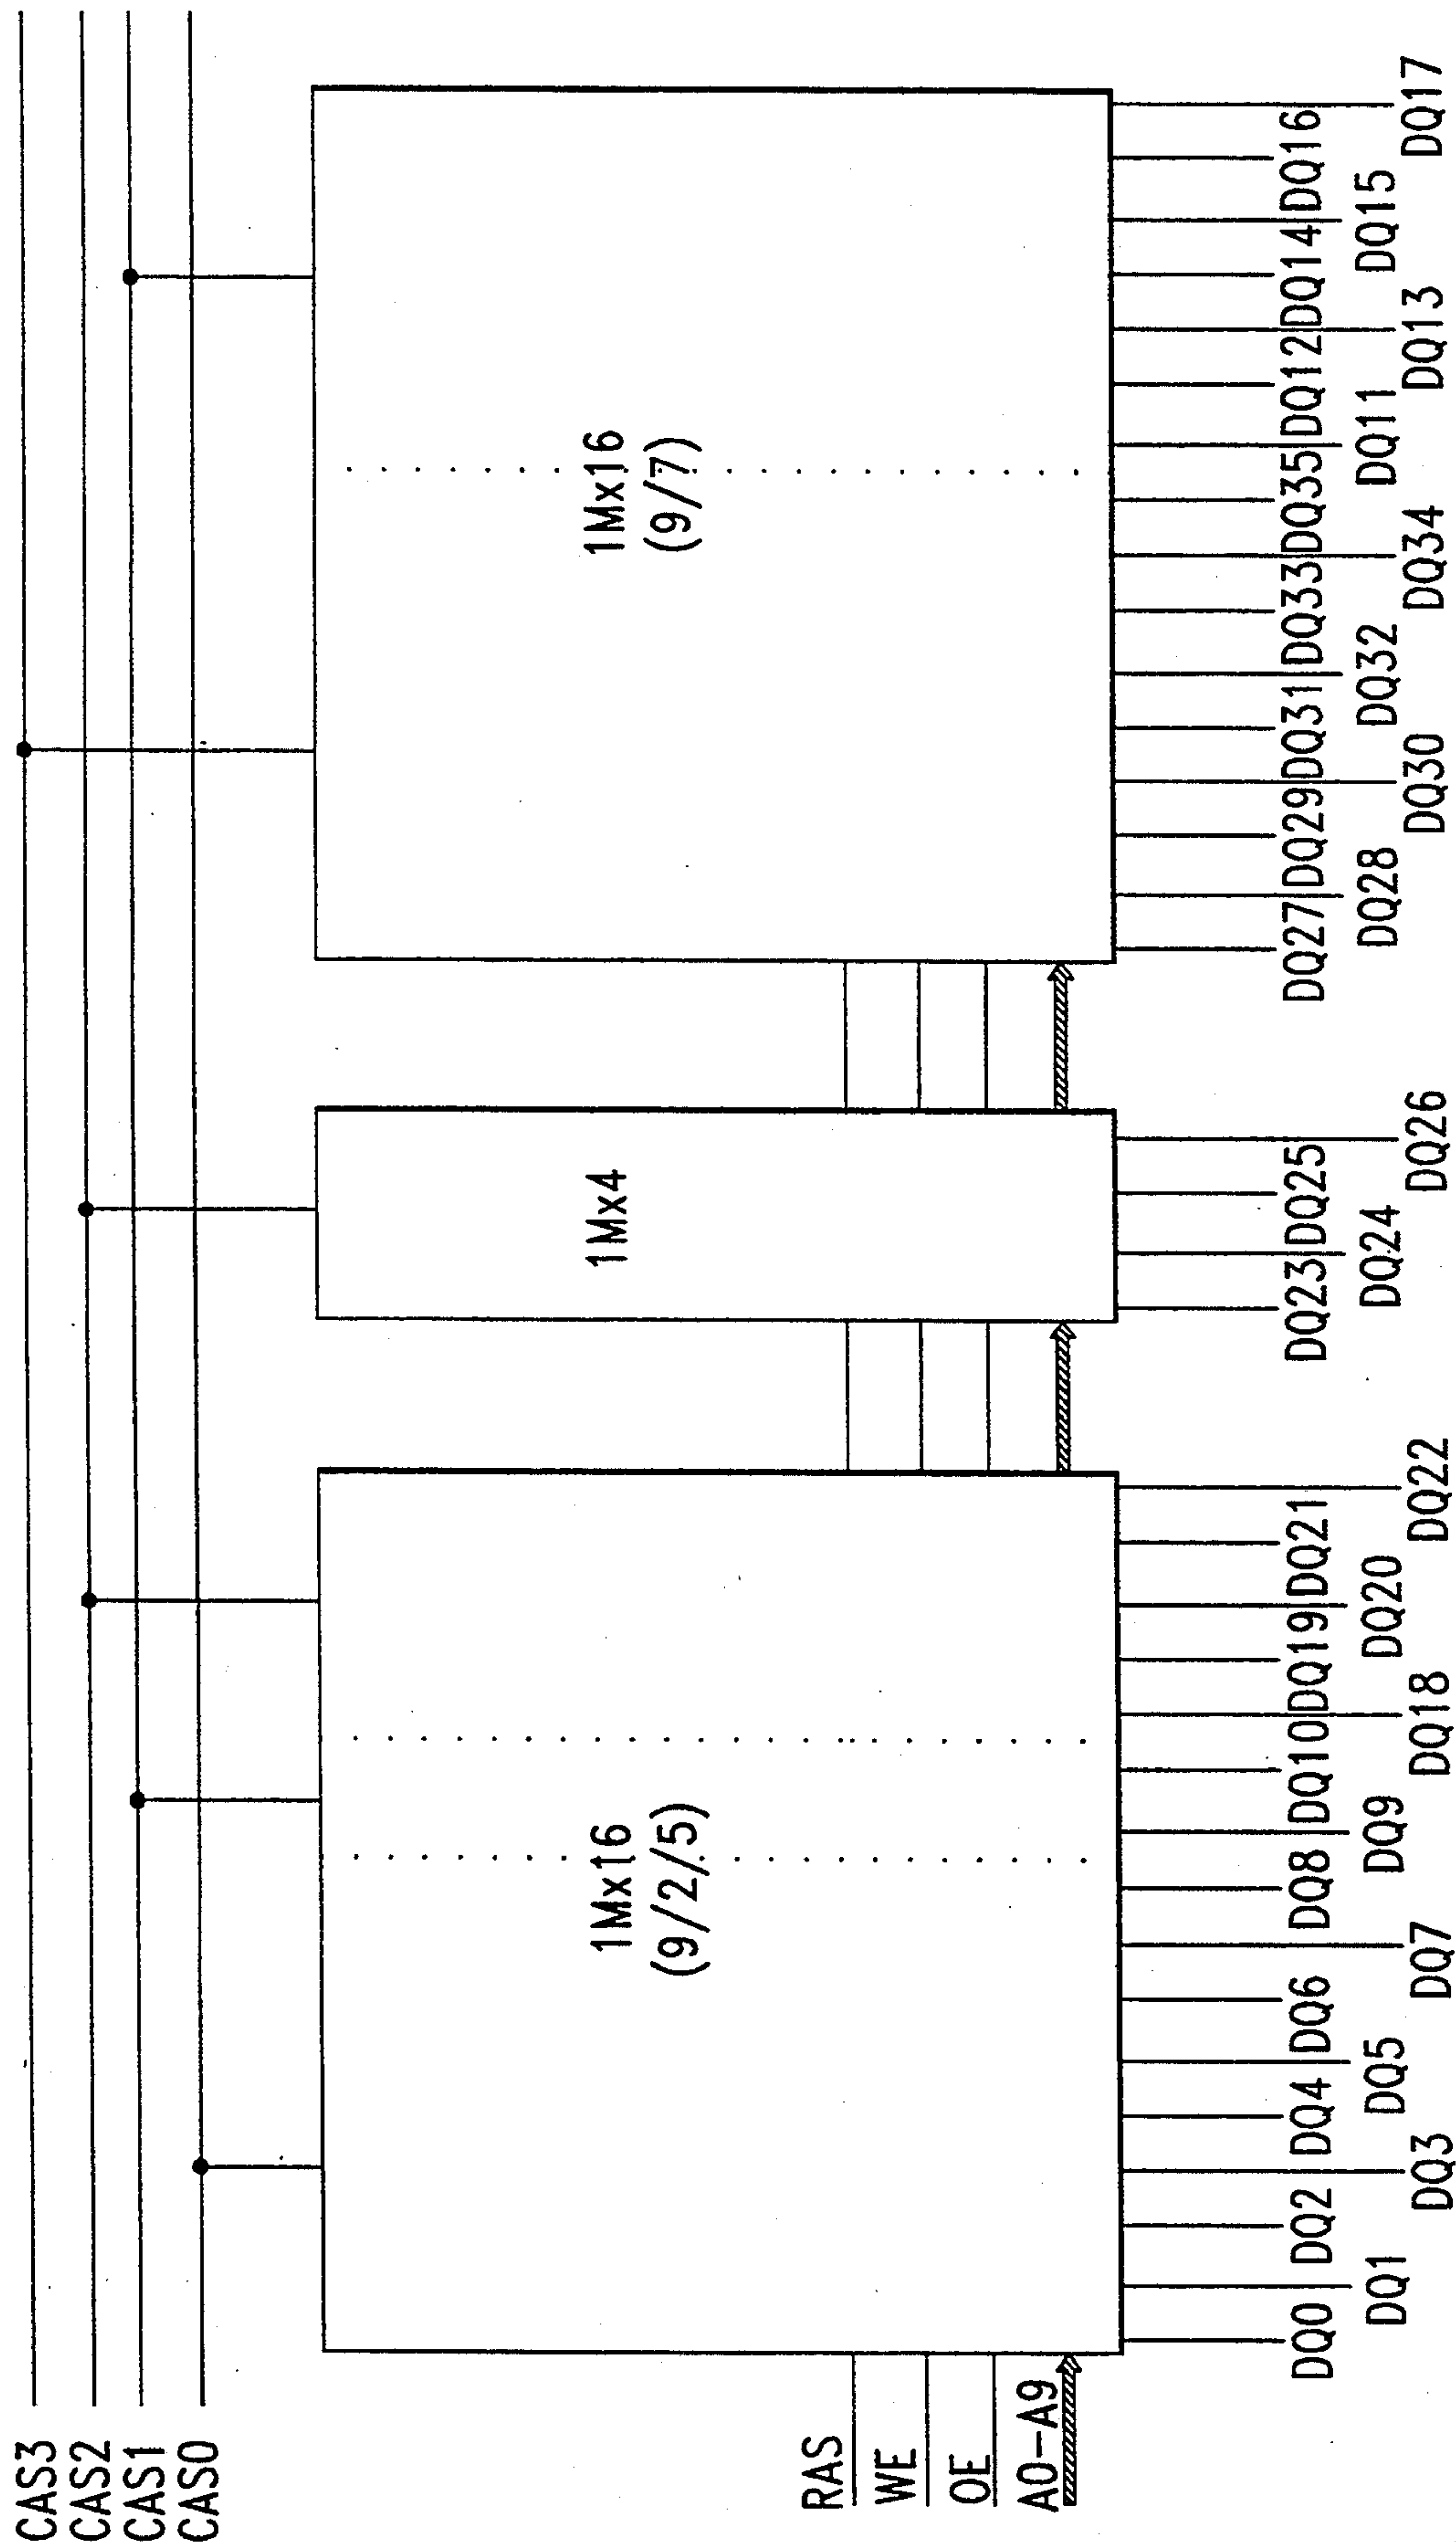 CAS3
CAS2
CAS1
CAS0
1Mx16
(9/2/5)
1Mx4
1Mx16
(9/7)
RAS
WE
OE
A0-A9
DQ0 DQ2 DQ4 DQ6 DQ8 DQ10 DQ19 DQ21 DQ23 DQ25 DQ27 DQ29 DQ31 DQ33 DQ35 DQ12 DQ14 DQ16
DQ1 DQ5 DQ9 DQ20 DQ24 DQ28 DQ32 DQ11 DQ15
DQ3 DQ7 DQ18 DQ22 DQ26 DQ30 DQ34 DQ13 DQ17